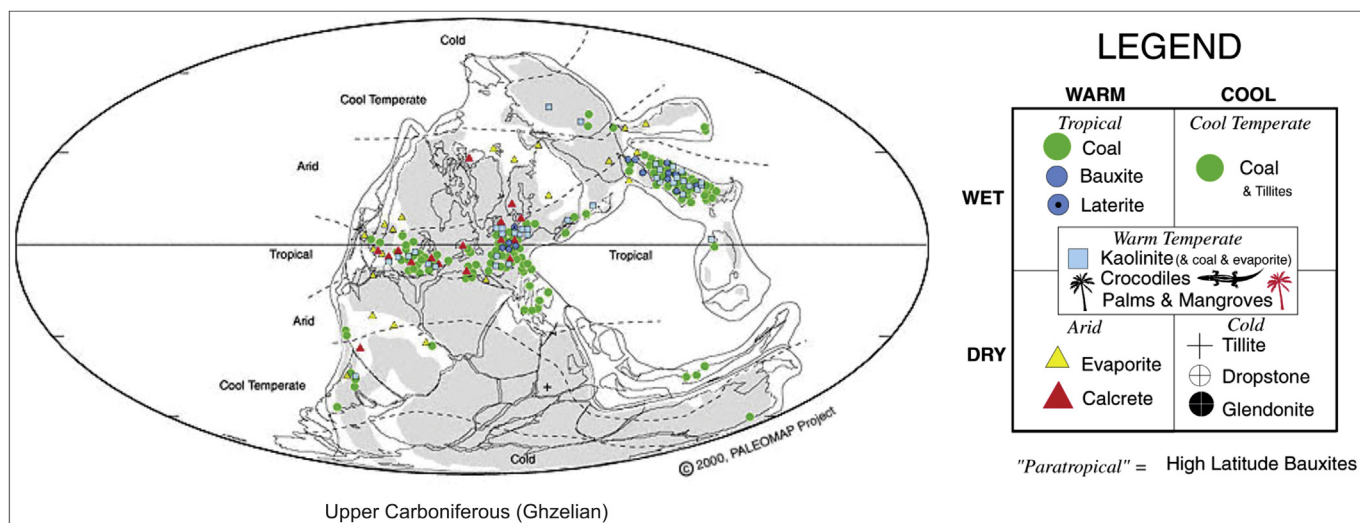 Cold
Cool Temperate
Arid
Tropical
Tropical
Arid
Cool Temperate
Cold
© 2000, PALEOMAP Project
Upper Carboniferous (Ghzelian)
LEGEND
WARM COOL
WET
DRY
Tropical
Coal
Bauxite
Laterite
Cool Temperate
Coal
& Tillites
Warm Temperate
Kaolinite (& coal & evaporite)
Crocodiles
Palms & Mangroves
Arid
Evaporite
Calcrete
Cold
Tillite
Dropstone
Glendonite
"Paratropical" = High Latitude Bauxites